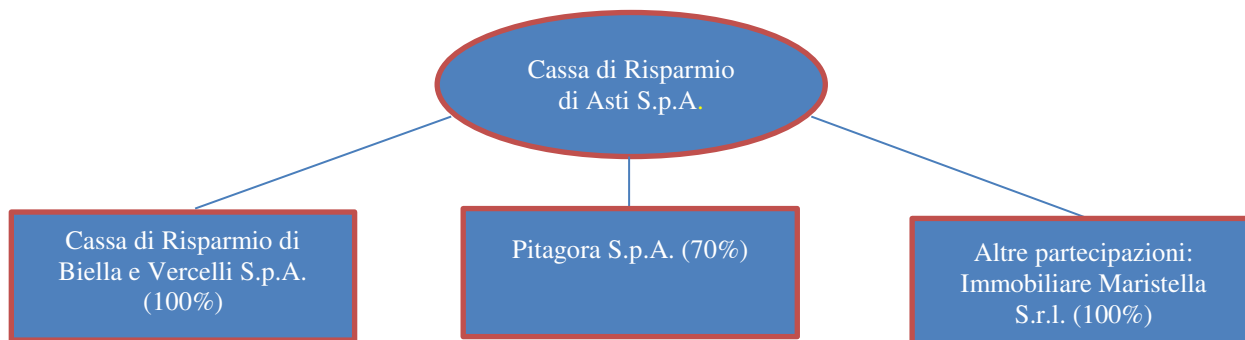 Cassa di Risparmio
di Asti S.p.A.
Cassa di Risparmio di
Biella e Vercelli S.p.A.
(100%)
Pitagora S.p.A. (70%)
Altre partecipazioni:
Immobiliare Maristella
S.r.l. (100%)